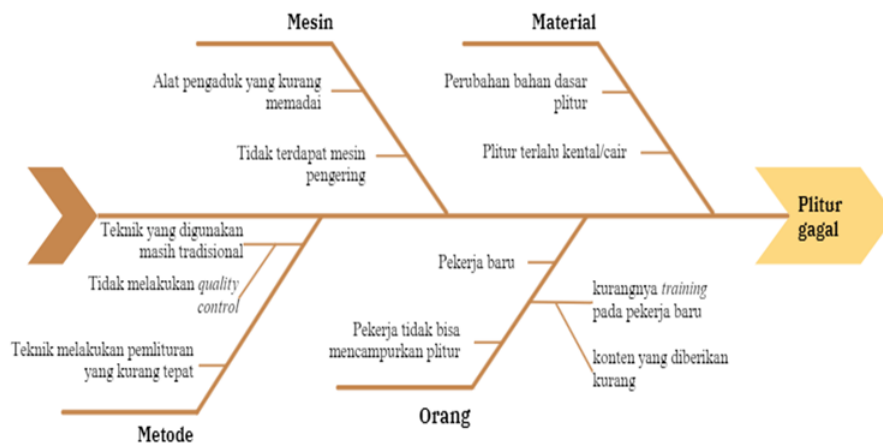 Mesin
Material
Alat pengaduk yang kurang
memadai
Perubahan bahan dasar
plitur
Tidak terdapat mesin
pengering
Plitur terlalu kental/cair
Plitur
gagal
Teknik yang digunakan
masih tradisional
Tidak melakukan quality
control
Teknik melakukan pemlituran
yang kurang tepat
Pekerja baru
kurangnya training
pada pekerja baru
Pekerja tidak bisa
mencampurkan plitur
konten yang diberikan
kurang
Metode
Orang